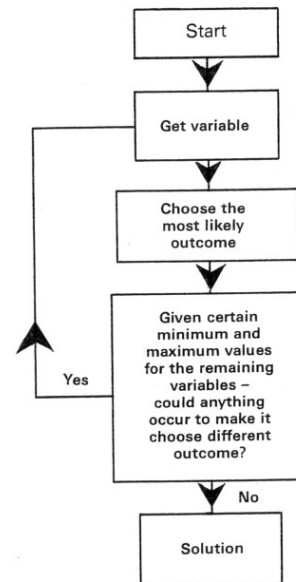 Start
Get variable
Choose the
most likely
outcome
Given certain
minimum and
maximum values
for the remaining
variables –
could anything
occur to make it
choose different
outcome?
Yes
No
Solution